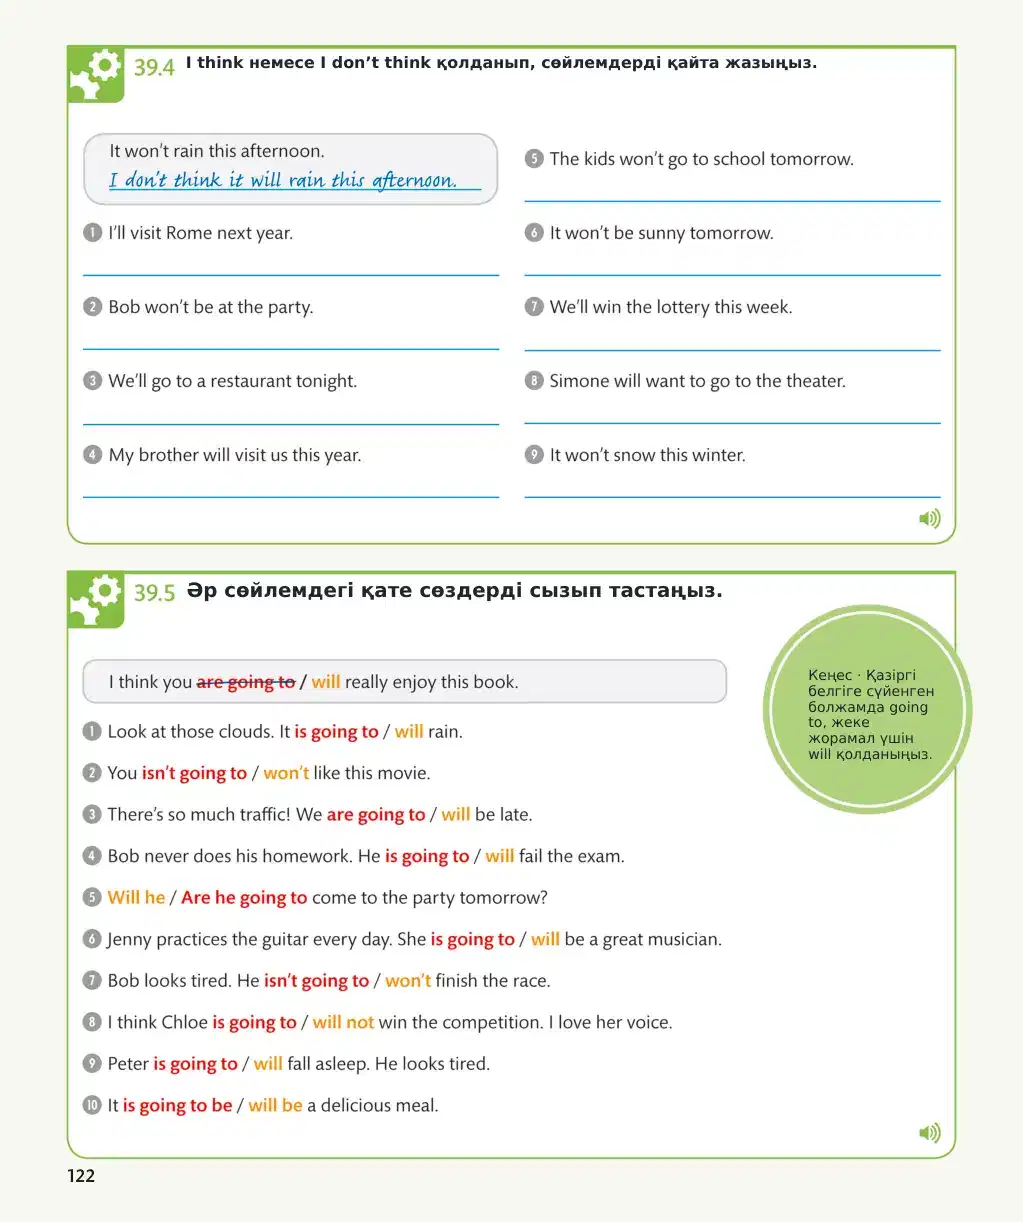 39.4 I think немесе I don’t think қолданып, сөйлемдерді қайта жазыңыз.
It won’t rain this afternoon.
I don’t think it will rain this afternoon.
1 I’ll visit Rome next year.
2 Bob won’t be at the party.
3 We’ll go to a restaurant tonight.
4 My brother will visit us this year.
5 The kids won’t go to school tomorrow.
6 It won’t be sunny tomorrow.
7 We’ll win the lottery this week.
8 Simone will want to go to the theater.
9 It won’t snow this winter.
39.5 Әр сөйлемдегі қате сөздерді сызып тастаңыз.
I think you are going to / will really enjoy this book.
1 Look at those clouds. It is going to / will rain.
2 You isn’t going to / won’t like this movie.
3 There’s so much traffic! We are going to / will be late.
4 Bob never does his homework. He is going to / will fail the exam.
5 Will he / Are he going to come to the party tomorrow?
6 Jenny practices the guitar every day. She is going to / will be a great musician.
7 Bob looks tired. He isn’t going to / won’t finish the race.
8 I think Chloe is going to / will not win the competition. I love her voice.
9 Peter is going to / will fall asleep. He looks tired.
10 It is going to be / will be a delicious meal.
Кеңес · Қазіргі
белгіге сүйенген
болжамда going
to, жеке
жорамал үшін
will қолданыңыз.
122